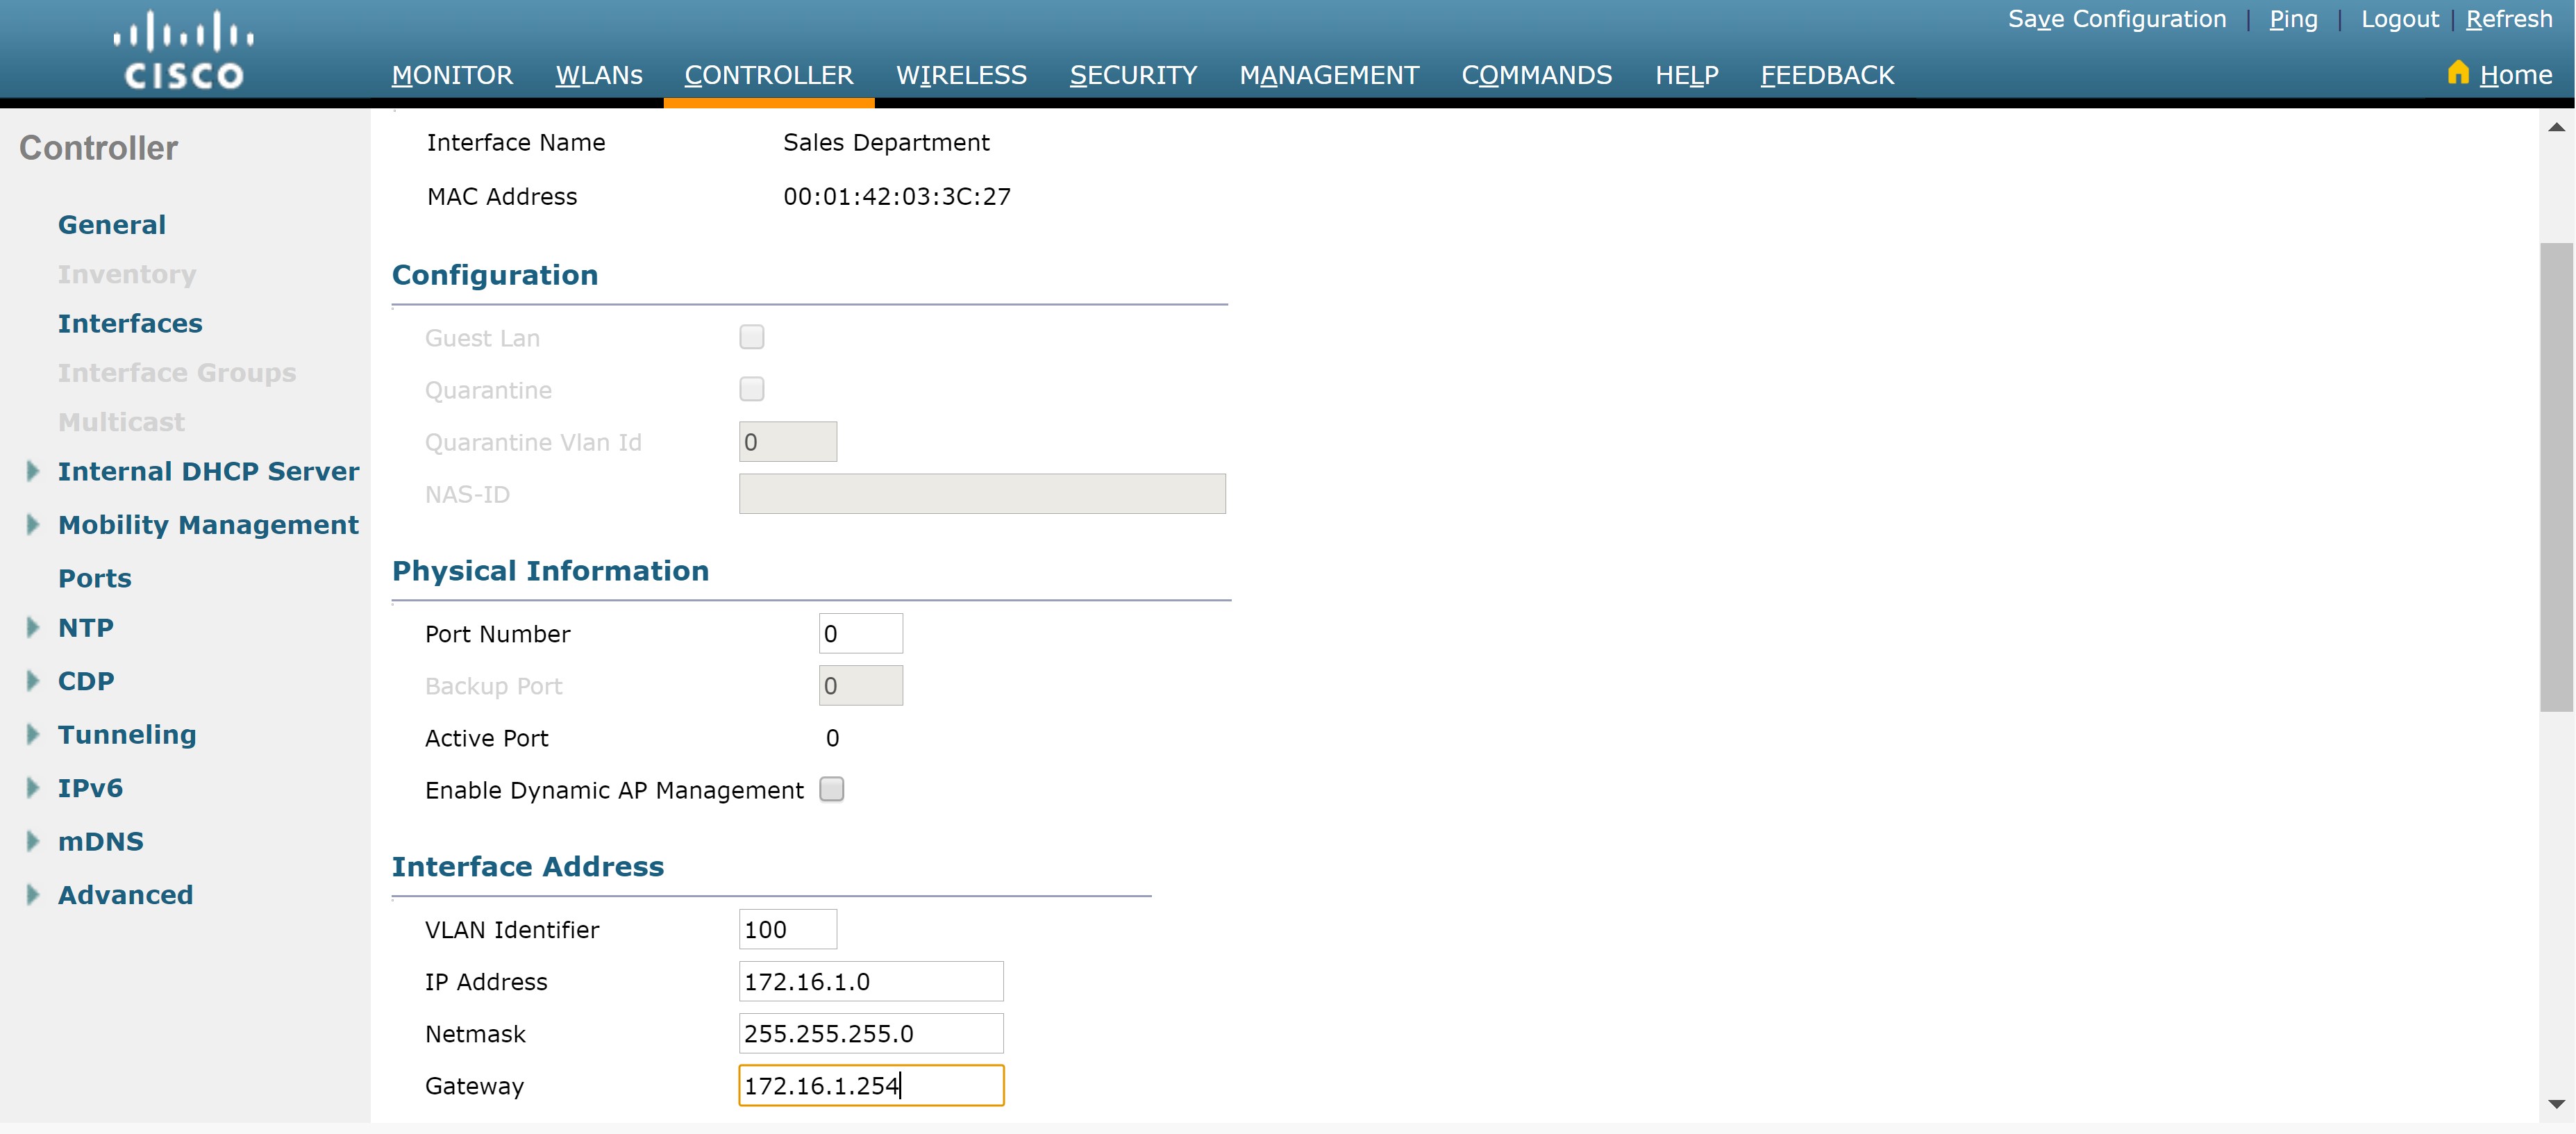 Save Configuration | Ping | Logout | Refresh
CISCO
MONITOR WLANs CONTROLLER WIRELESS SECURITY MANAGEMENT COMMANDS HELP FEEDBACK Home
Controller
General
Inventory
Interfaces
Interface Groups
Multicast
Internal DHCP Server
Mobility Management
Ports
NTP
CDP
Tunneling
IPv6
mDNS
Advanced
Interface Name Sales Department
MAC Address 00:01:42:03:3C:27
Configuration
Guest Lan
Quarantine
Quarantine Vlan Id 0
NAS-ID
Physical Information
Port Number 0
Backup Port 0
Active Port 0
Enable Dynamic AP Management
Interface Address
VLAN Identifier 100
IP Address 172.16.1.0
Netmask 255.255.255.0
Gateway 172.16.1.254